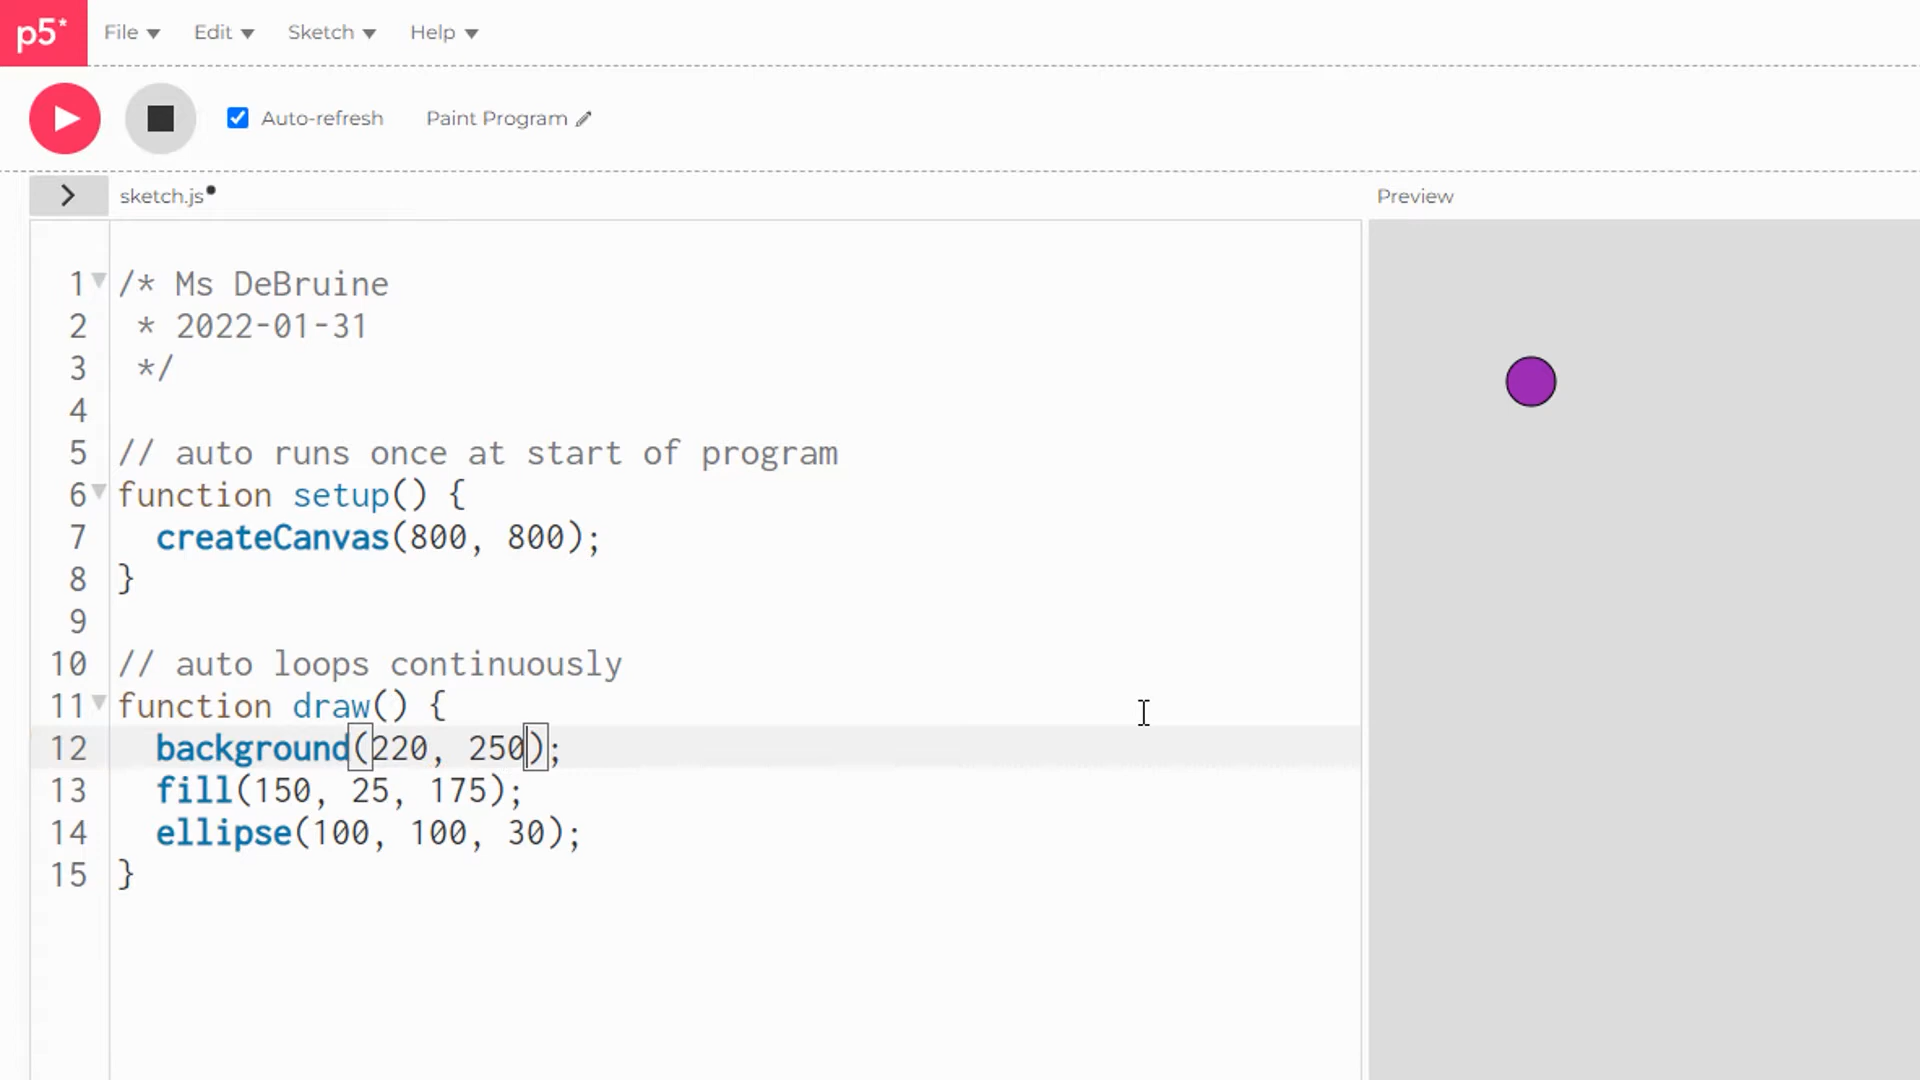 p5* File Edit Sketch Help
Auto-refresh Paint Program
sketch.js Preview
1 /* Ms DeBruine
2  * 2022-01-31
3  */
4
5 // auto runs once at start of program
6 function setup() {
7   createCanvas(800, 800);
8 }
9
10 // auto loops continuously
11 function draw() {
12   background(220, 250);
13   fill(150, 25, 175);
14   ellipse(100, 100, 30);
15 }